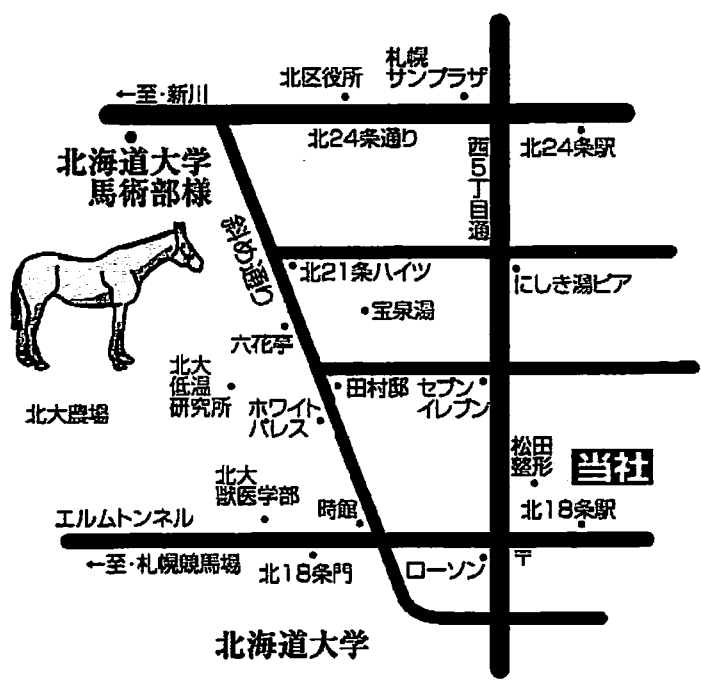 札幌
サンプラザ
北区役所
←至・新川
北24条通り
北24条駅
西5丁目通
北海道大学
馬術部様
斜め通り
北21条ハイツ
にしき湯ピア
宝泉湯
六花亭
北大
低温
研究所
田村邸
セブン
イレブン
ホワイト
パレス
北大農場
松田
整形
当社
北大
獣医学部
時館
北18条駅
エルムトンネル
←至・札幌競馬場
北18条門
ローソン
〒
北海道大学